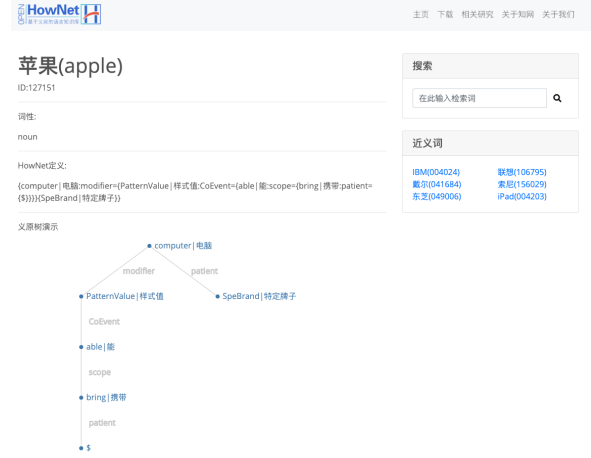 OPEN HowNet
基于义原的语言知识库
主页 下载 相关研究 关于知网 关于我们
苹果(apple)
ID:127151
词性:
noun
HowNet定义:
{computer|电脑:modifier={PatternValue|样式值:CoEvent={able|能:scope={bring|携带:patient=
{$}}}}{SpeBrand|特定牌子}}
义原树演示
computer|电脑
modifier patient
PatternValue|样式值 SpeBrand|特定牌子
CoEvent
able|能
scope
bring|携带
patient
$
搜索
在此输入检索词
近义词
IBM(004024) 联想(106795)
戴尔(041684) 索尼(156029)
东芝(049006) iPad(004203)